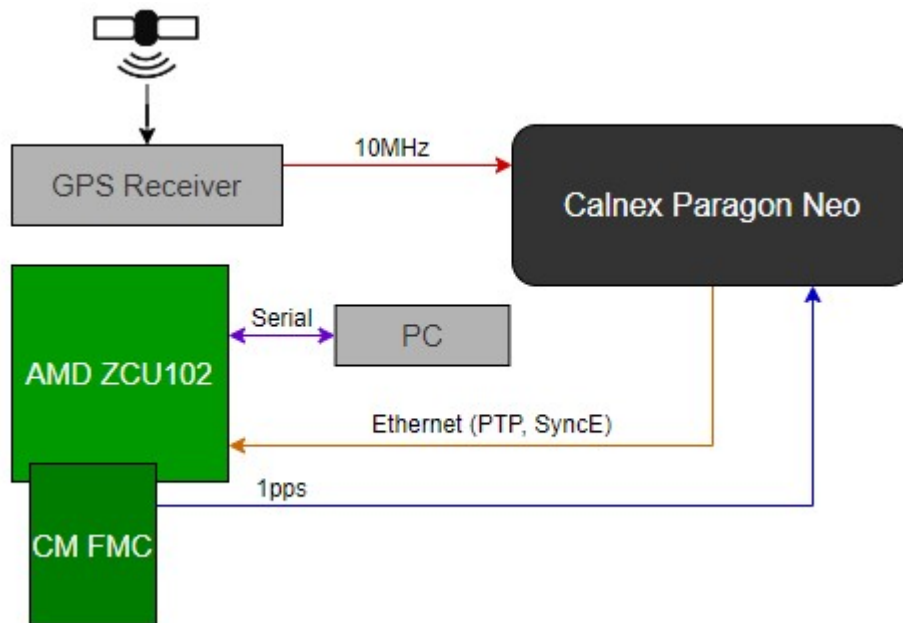 10MHz
GPS Receiver
Calnex Paragon Neo
Serial
PC
AMD ZCU102
Ethernet (PTP, SyncE)
1pps
CM FMC